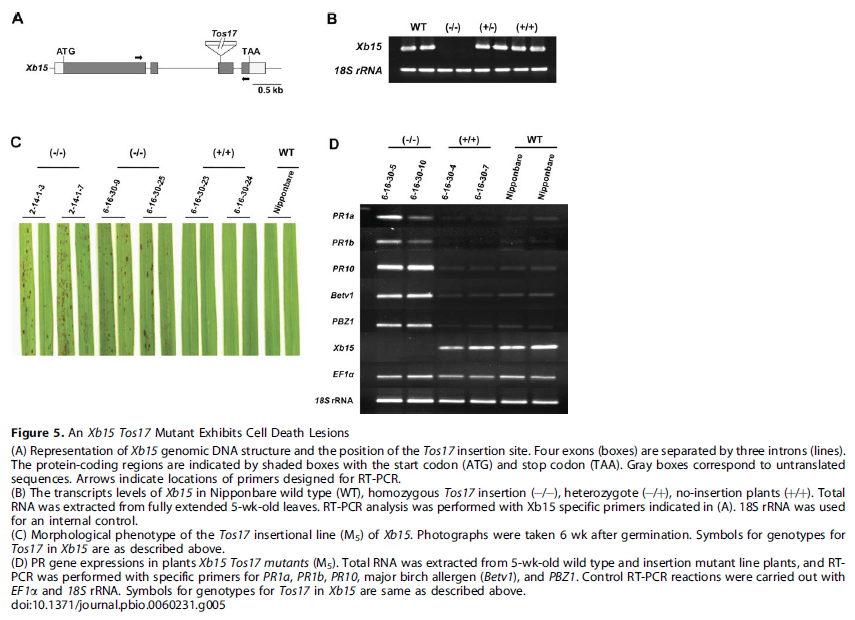 A
Tos17
ATG
TAA
Xb15
0.5 kb
B
WT (-/-) (+/-) (+/+)
Xb15
18S rRNA
C
(-/-) (-/-) (+/+) WT
2-14-1-3 2-14-1-7 6-16-30-9 6-16-30-25 6-16-30-23 6-16-30-24 Nipponbare
D
(-/-) (+/+) WT
6-16-30-5 6-16-30-10 6-16-30-4 6-16-30-7 Nipponbare Nipponbare
PR1a
PR1b
PR10
Betv1
PBZ1
Xb15
EF1α
18S rRNA
Figure 5. An Xb15 Tos17 Mutant Exhibits Cell Death Lesions
(A) Representation of Xb15 genomic DNA structure and the position of the Tos17 insertion site. Four exons (boxes) are separated by three introns (lines).
The protein-coding regions are indicated by shaded boxes with the start codon (ATG) and stop codon (TAA). Gray boxes correspond to untranslated
sequences. Arrows indicate locations of primers designed for RT-PCR.
(B) The transcripts levels of Xb15 in Nipponbare wild type (WT), homozygous Tos17 insertion (−/−), heterozygote (−/+), no-insertion plants (+/+). Total
RNA was extracted from fully extended 5-wk-old leaves. RT-PCR analysis was performed with Xb15 specific primers indicated in (A). 18S rRNA was used
for an internal control.
(C) Morphological phenotype of the Tos17 insertional line (M5) of Xb15. Photographs were taken 6 wk after germination. Symbols for genotypes for
Tos17 in Xb15 are as described above.
(D) PR gene expressions in plants Xb15 Tos17 mutants (M5). Total RNA was extracted from 5-wk-old wild type and insertion mutant line plants, and RT-
PCR was performed with specific primers for PR1a, PR1b, PR10, major birch allergen (Betv1), and PBZ1. Control RT-PCR reactions were carried out with
EF1α and 18S rRNA. Symbols for genotypes for Tos17 in Xb15 are same as described above.
doi:10.1371/journal.pbio.0060231.g005